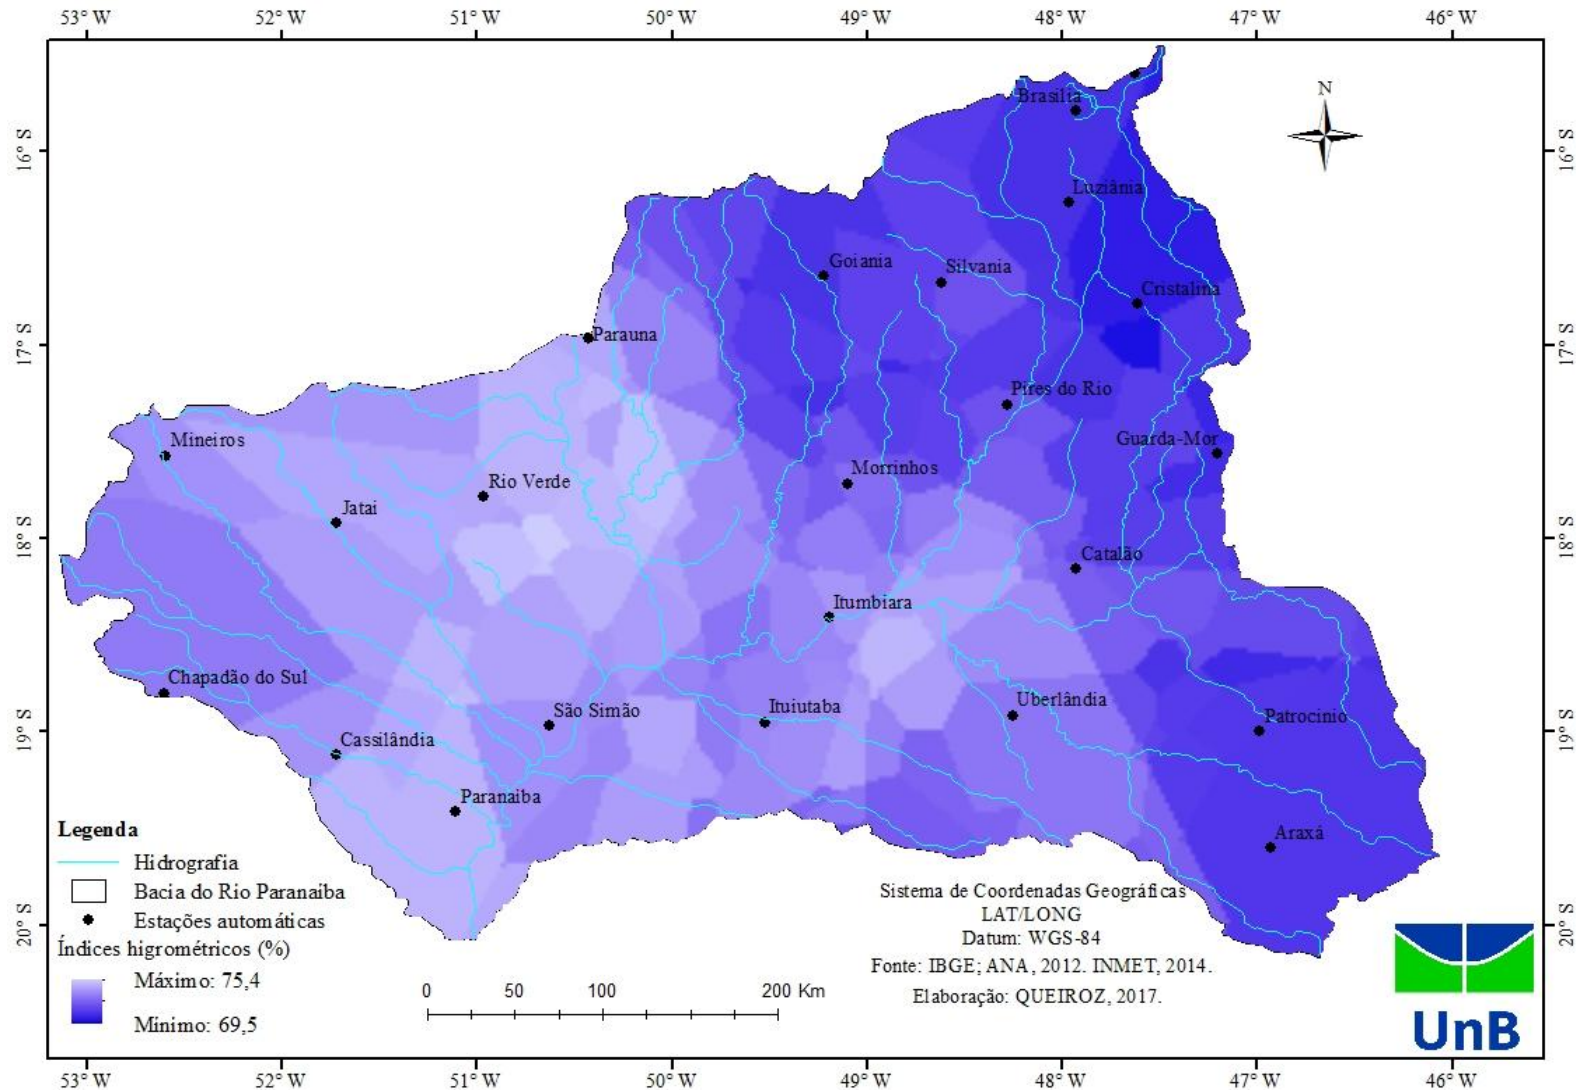 53° W 52° W 51° W 50° W 49° W 48° W 47° W 46° W
Brasilia
N
16° S 16° S
Luziânia
Goiania
Silvania
Cristalina
17° S 17° S
Parauna
Pires do Rio
Mineiros
Guarda-Mor
Rio Verde
Morrinhos
Jatai
18° S 18° S
Catalão
Itumbiara
Chapadão do Sul
São Simão
Ituiutaba
Uberlândia
Patrocinio
19° S 19° S
Cassilândia
Paranaiba
Araxá
Legenda
Hidrografia
Bacia do Rio Paranaiba
Estações automáticas
Índices higrométricos (%)
Máximo: 75,4
Minimo: 69,5
20° S 20° S
0 50 100 200 Km
Sistema de Coordenadas Geográficas
LAT/LONG
Datum: WGS-84
Fonte: IBGE; ANA, 2012. INMET, 2014.
Elaboração: QUEIROZ, 2017.
UnB
53° W 52° W 51° W 50° W 49° W 48° W 47° W 46° W